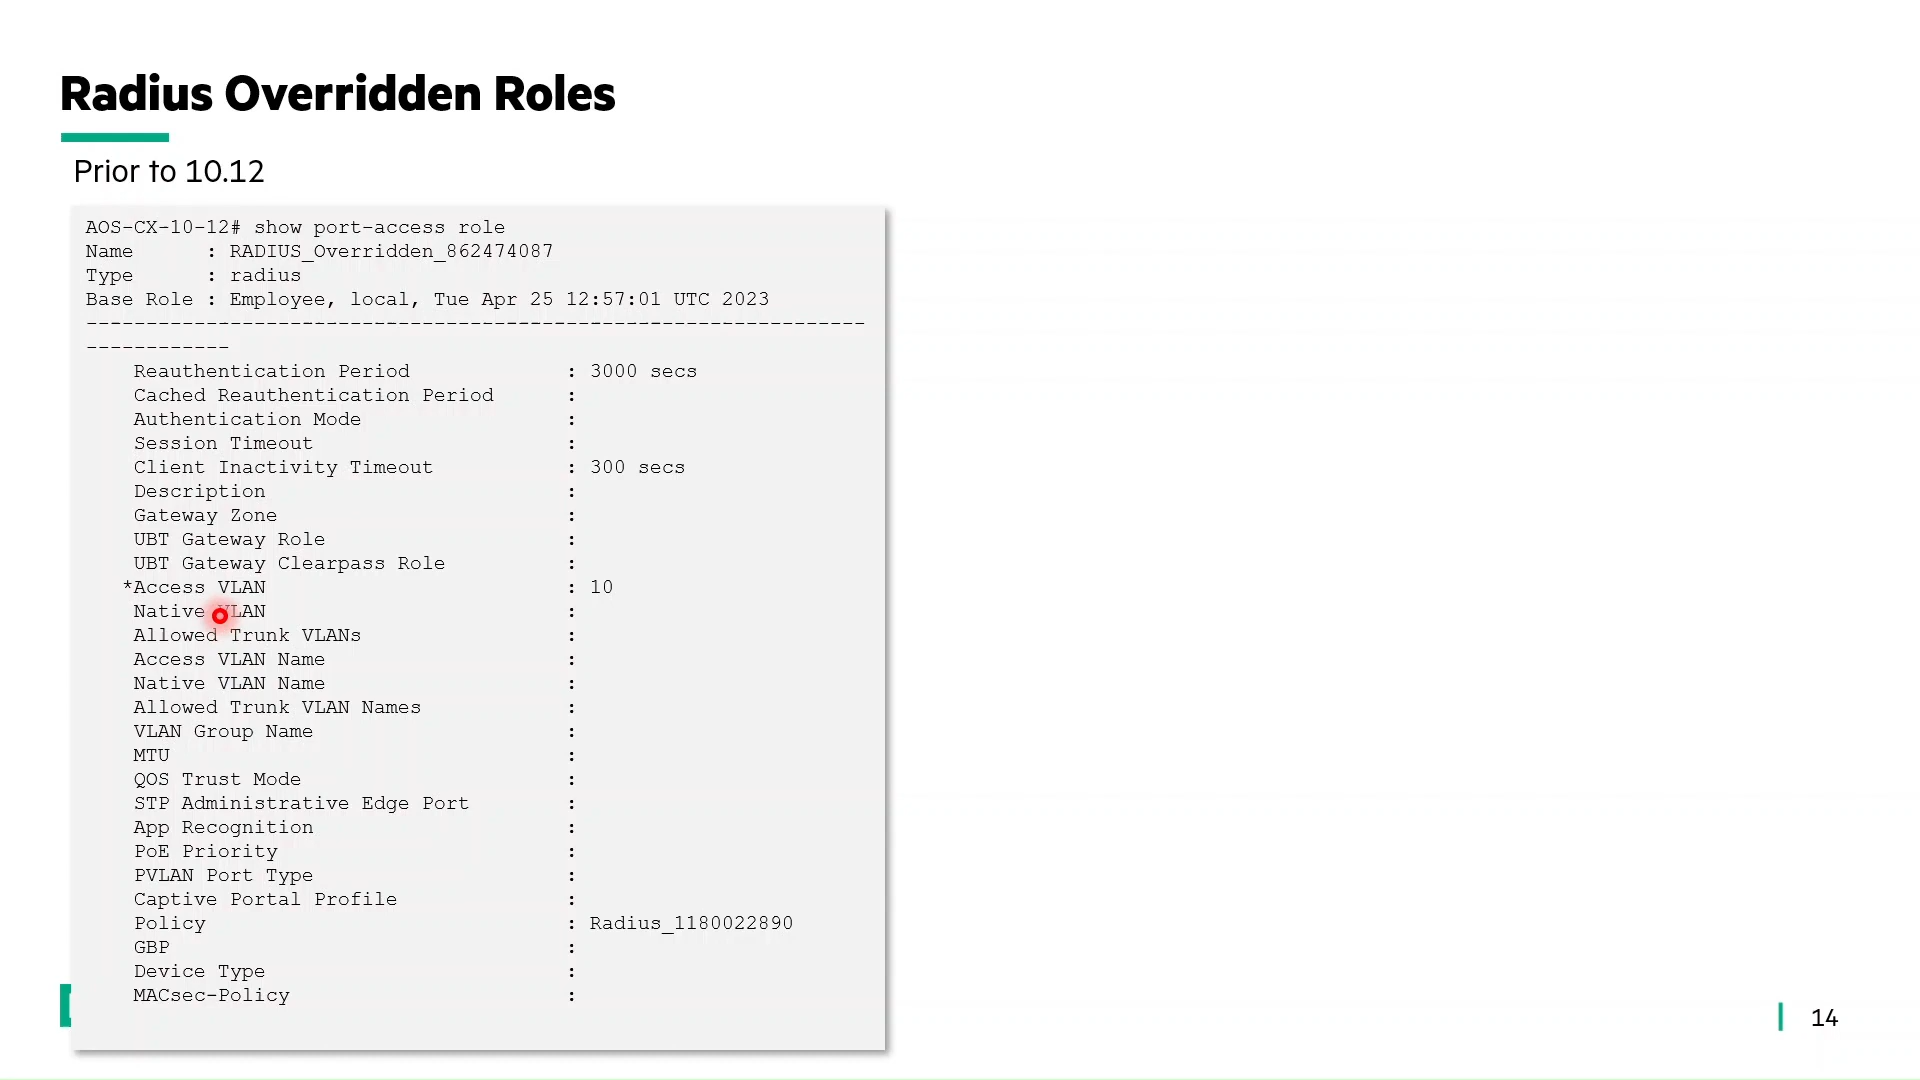 Radius Overridden Roles
Prior to 10.12
AOS-CX-10-12# show port-access role
Name      : RADIUS_Overridden_862474087
Type      : radius
Base Role : Employee, local, Tue Apr 25 12:57:01 UTC 2023
-----------------------------------------------------------------
------------
Reauthentication Period             : 3000 secs
Cached Reauthentication Period      :
Authentication Mode                 :
Session Timeout                     :
Client Inactivity Timeout           : 300 secs
Description                         :
Gateway Zone                        :
UBT Gateway Role                    :
UBT Gateway Clearpass Role          :
*Access VLAN                         : 10
Native VLAN                         :
Allowed Trunk VLANs                 :
Access VLAN Name                    :
Native VLAN Name                    :
Allowed Trunk VLAN Names            :
VLAN Group Name                     :
MTU                                 :
QOS Trust Mode                      :
STP Administrative Edge Port        :
App Recognition                     :
PoE Priority                        :
PVLAN Port Type                     :
Captive Portal Profile              :
Policy                              : Radius_1180022890
GBP                                 :
Device Type                         :
MACsec-Policy                       :
14